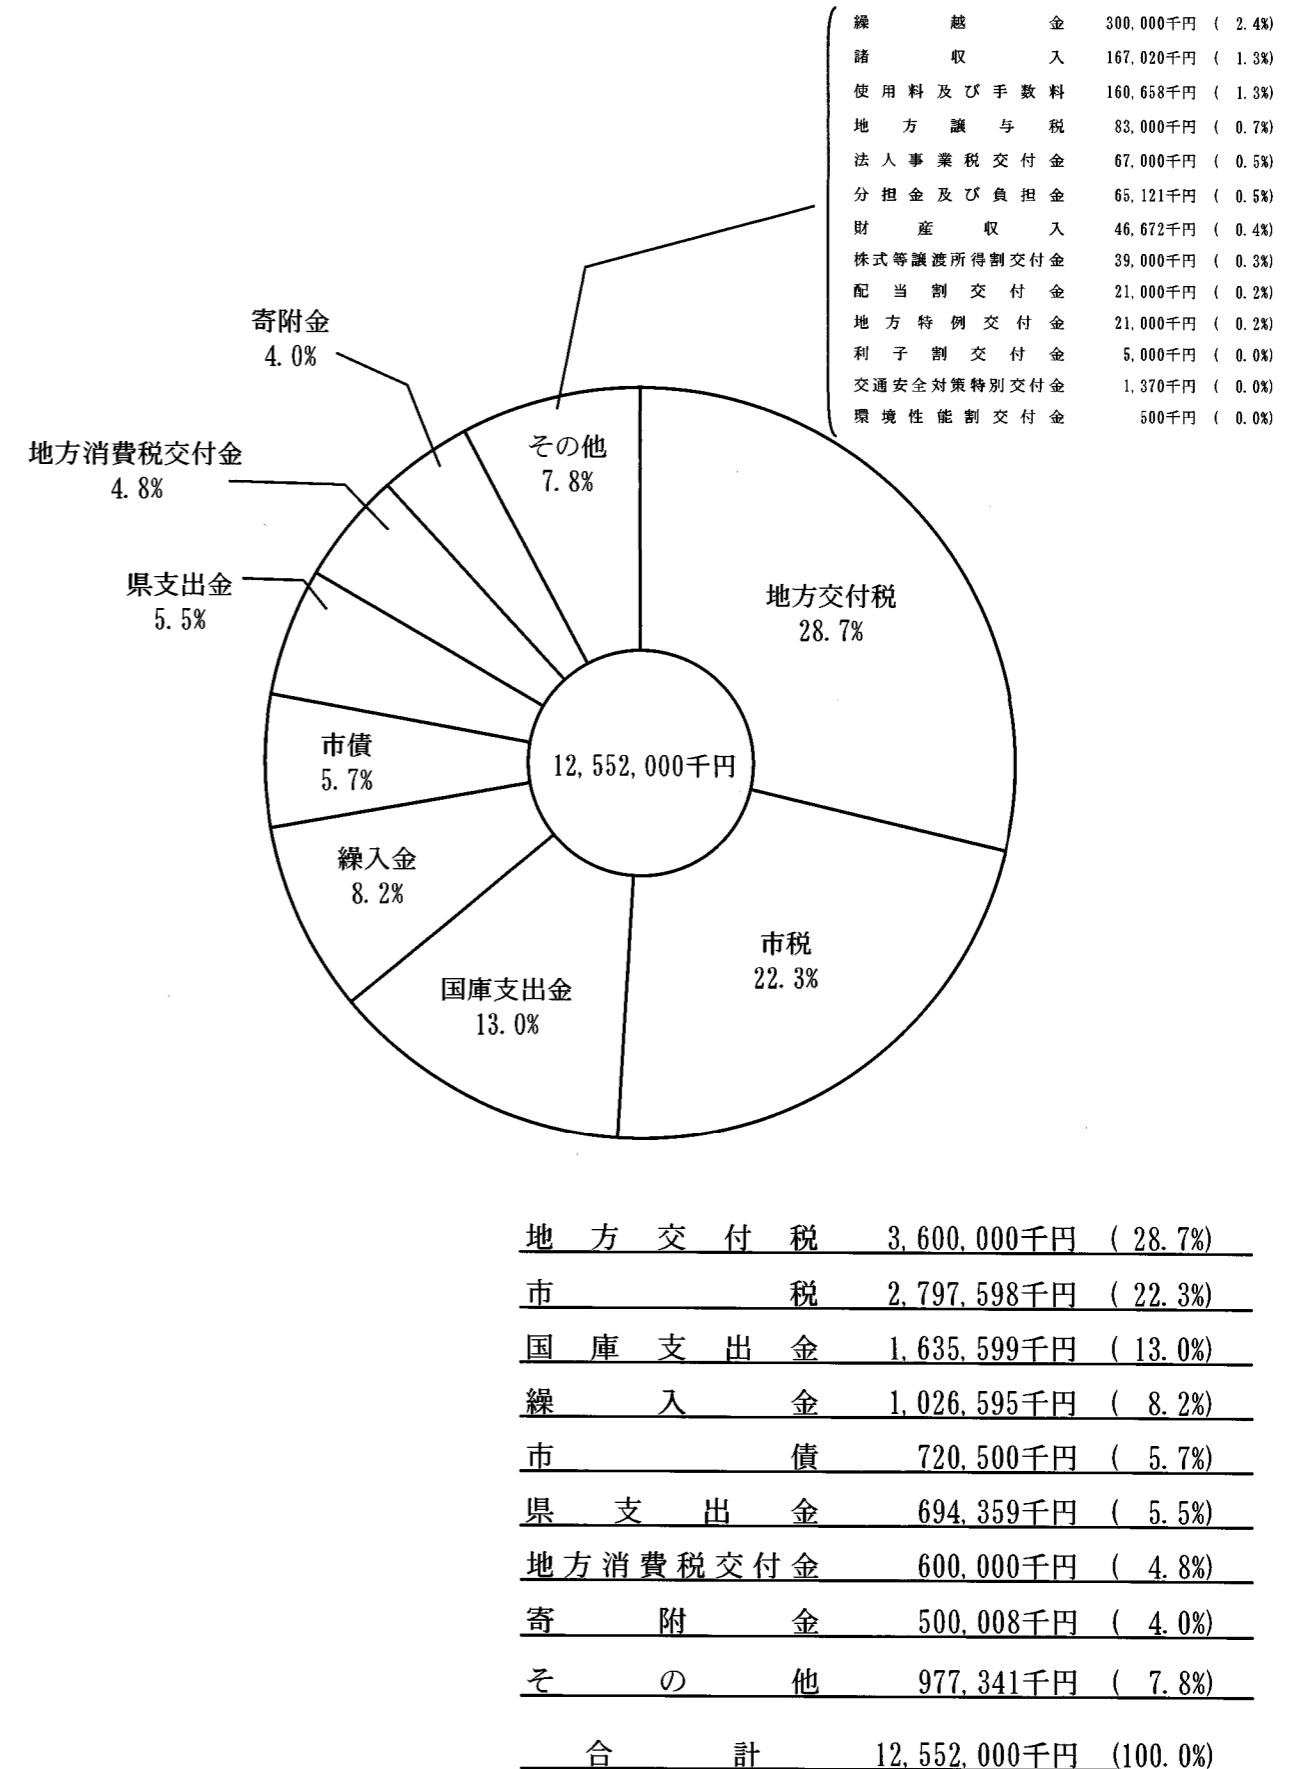 繰越金 300,000千円 ( 2.4%)
諸収入 167,020千円 ( 1.3%)
使用料及び手数料 160,658千円 ( 1.3%)
地方譲与税 83,000千円 ( 0.7%)
法人事業税交付金 67,000千円 ( 0.5%)
分担金及び負担金 65,121千円 ( 0.5%)
財産収入 46,672千円 ( 0.4%)
株式等譲渡所得割交付金 39,000千円 ( 0.3%)
配当割交付金 21,000千円 ( 0.2%)
地方特例交付金 21,000千円 ( 0.2%)
利子割交付金 5,000千円 ( 0.0%)
交通安全対策特別交付金 1,370千円 ( 0.0%)
環境性能割交付金 500千円 ( 0.0%)
寄附金
4.0%
地方消費税交付金
4.8%
県支出金
5.5%
その他
7.8%
地方交付税
28.7%
市債
5.7%
12,552,000千円
繰入金
8.2%
市税
22.3%
国庫支出金
13.0%
地方交付税 3,600,000千円 ( 28.7%)
市税 2,797,598千円 ( 22.3%)
国庫支出金 1,635,599千円 ( 13.0%)
繰入金 1,026,595千円 ( 8.2%)
市債 720,500千円 ( 5.7%)
県支出金 694,359千円 ( 5.5%)
地方消費税交付金 600,000千円 ( 4.8%)
寄附金 500,008千円 ( 4.0%)
その他 977,341千円 ( 7.8%)
合計 12,552,000千円 (100.0%)